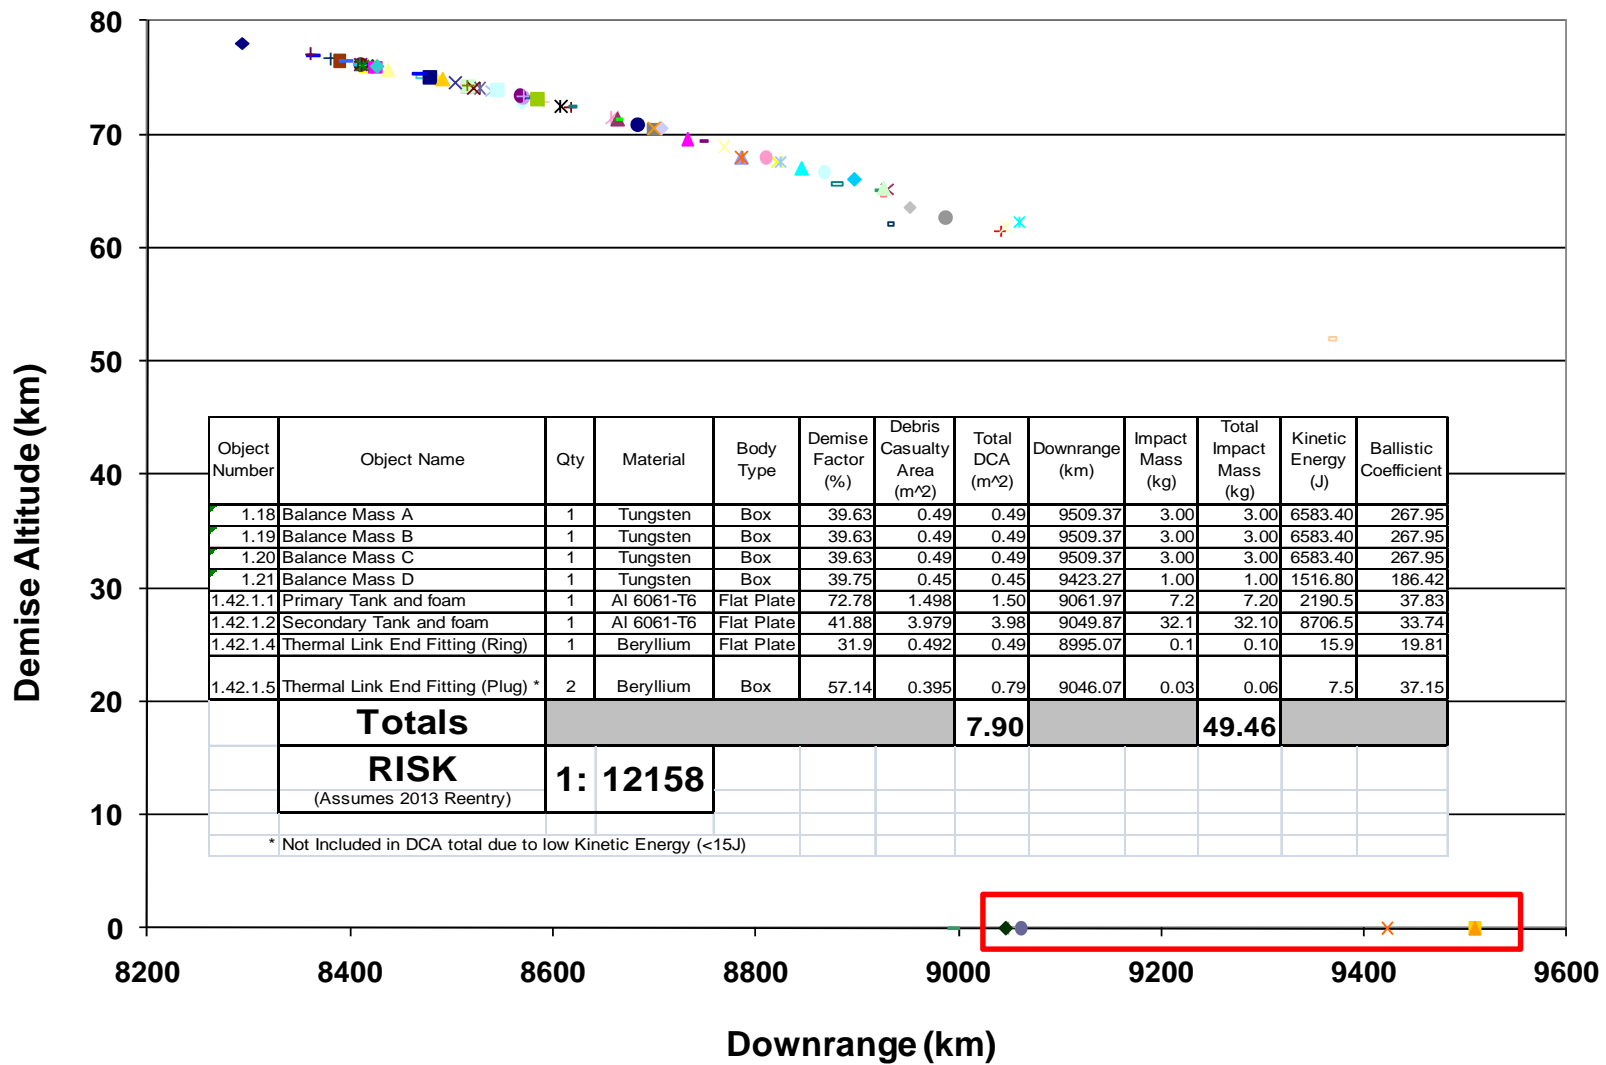 80
70
60
50
40
30
20
10
0
Demise Altitude (km)
Object Number Object Name Qty Material Body Type Demise Factor (%) Debris Casualty Area (m^2) Total DCA (m^2) Downrange (km) Impact Mass (kg) Total Impact Mass (kg) Kinetic Energy (J) Ballistic Coefficient
1.18 Balance Mass A 1 Tungsten Box 39.63 0.49 0.49 9509.37 3.00 3.00 6583.40 267.95
1.19 Balance Mass B 1 Tungsten Box 39.63 0.49 0.49 9509.37 3.00 3.00 6583.40 267.95
1.20 Balance Mass C 1 Tungsten Box 39.63 0.49 0.49 9509.37 3.00 3.00 6583.40 267.95
1.21 Balance Mass D 1 Tungsten Box 39.75 0.45 0.45 9423.27 1.00 1.00 1516.80 186.42
1.42.1.1 Primary Tank and foam 1 Al 6061-T6 Flat Plate 72.78 1.498 1.50 9061.97 7.2 7.20 2190.5 37.83
1.42.1.2 Secondary Tank and foam 1 Al 6061-T6 Flat Plate 41.88 3.979 3.98 9049.87 32.1 32.10 8706.5 33.74
1.42.1.4 Thermal Link End Fitting (Ring) 1 Beryllium Flat Plate 31.9 0.492 0.49 8995.07 0.1 0.10 15.9 19.81
1.42.1.5 Thermal Link End Fitting (Plug) * 2 Beryllium Box 57.14 0.395 0.79 9046.07 0.03 0.06 7.5 37.15
Totals 7.90 49.46
RISK 1: 12158
(Assumes 2013 Reentry)
* Not Included in DCA total due to low Kinetic Energy (<15J)
8200 8400 8600 8800 9000 9200 9400 9600
Downrange (km)